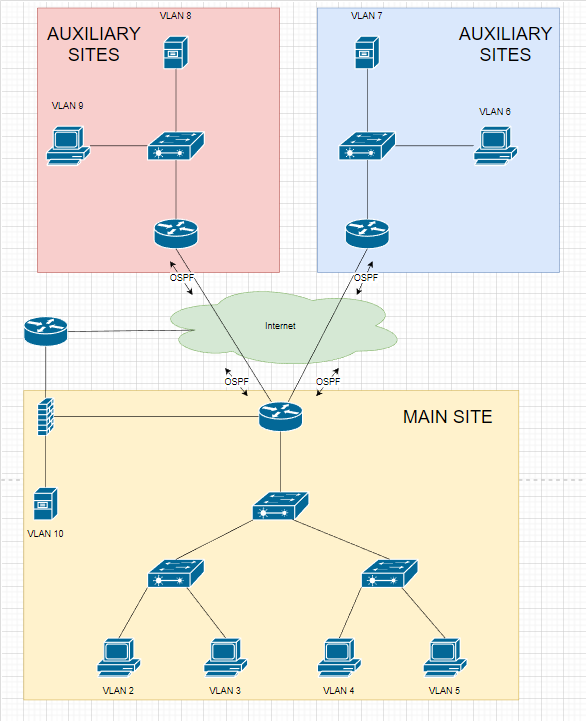 VLAN 8
AUXILIARY
SITES
VLAN 9
VLAN 7
AUXILIARY
SITES
VLAN 6
OSPF
OSPF
Internet
OSPF
OSPF
MAIN SITE
VLAN 10
VLAN 2
VLAN 3
VLAN 4
VLAN 5